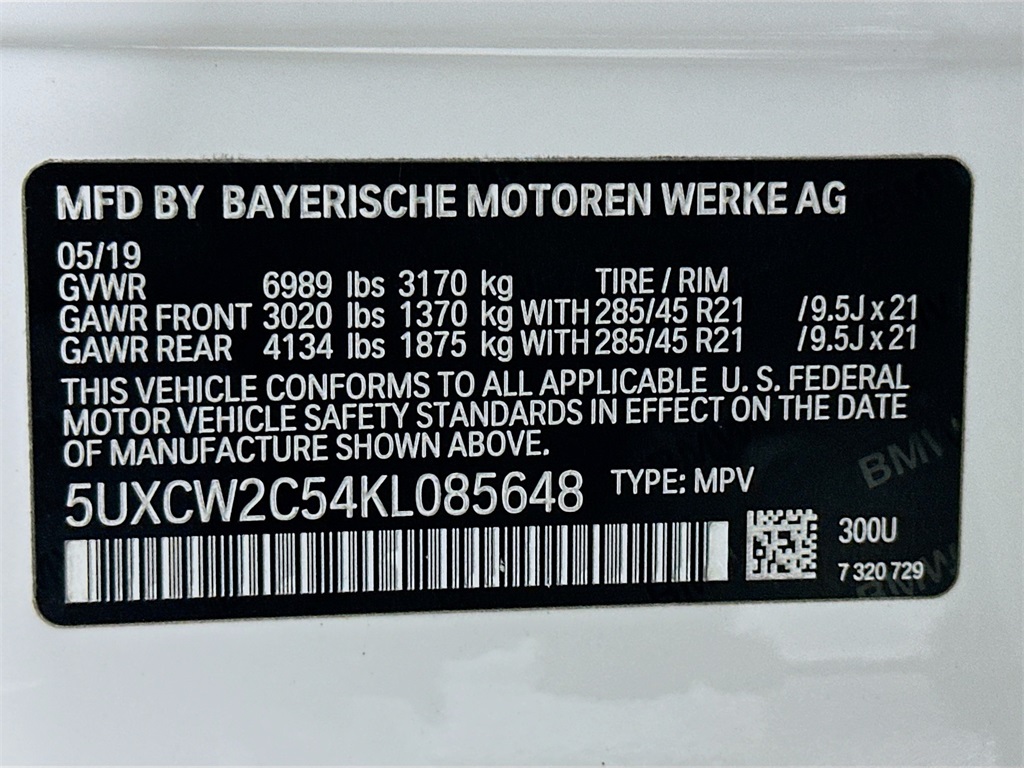 MFD BY BAYERISCHE MOTOREN WERKE AG
05/19
GVWR 6989 lbs 3170 kg TIRE / RIM
GAWR FRONT 3020 lbs 1370 kg WITH 285/45 R21 /9.5J x 21
GAWR REAR 4134 lbs 1875 kg WITH 285/45 R21 /9.5J x 21
THIS VEHICLE CONFORMS TO ALL APPLICABLE U. S. FEDERAL
MOTOR VEHICLE SAFETY STANDARDS IN EFFECT ON THE DATE
OF MANUFACTURE SHOWN ABOVE.
5UXCW2C54KL085648 TYPE: MPV
300U
7 320 729
BMW
BMW